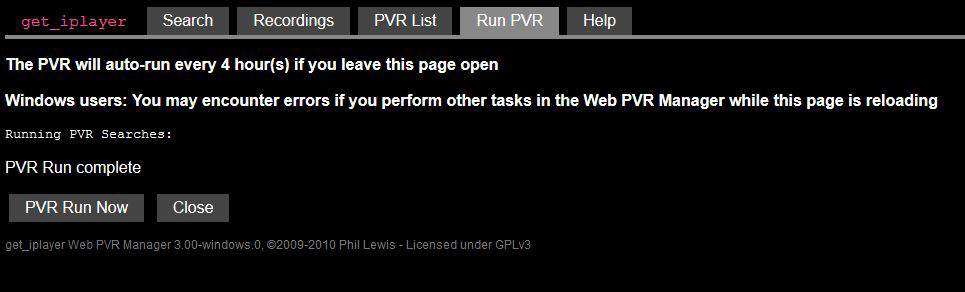 get_iplayer Search Recordings PVR List Run PVR Help
The PVR will auto-run every 4 hour(s) if you leave this page open
Windows users: You may encounter errors if you perform other tasks in the Web PVR Manager while this page is reloading
Running PVR Searches:
PVR Run complete
PVR Run Now Close
get_iplayer Web PVR Manager 3.00-windows.0, ©2009-2010 Phil Lewis - Licensed under GPLv3